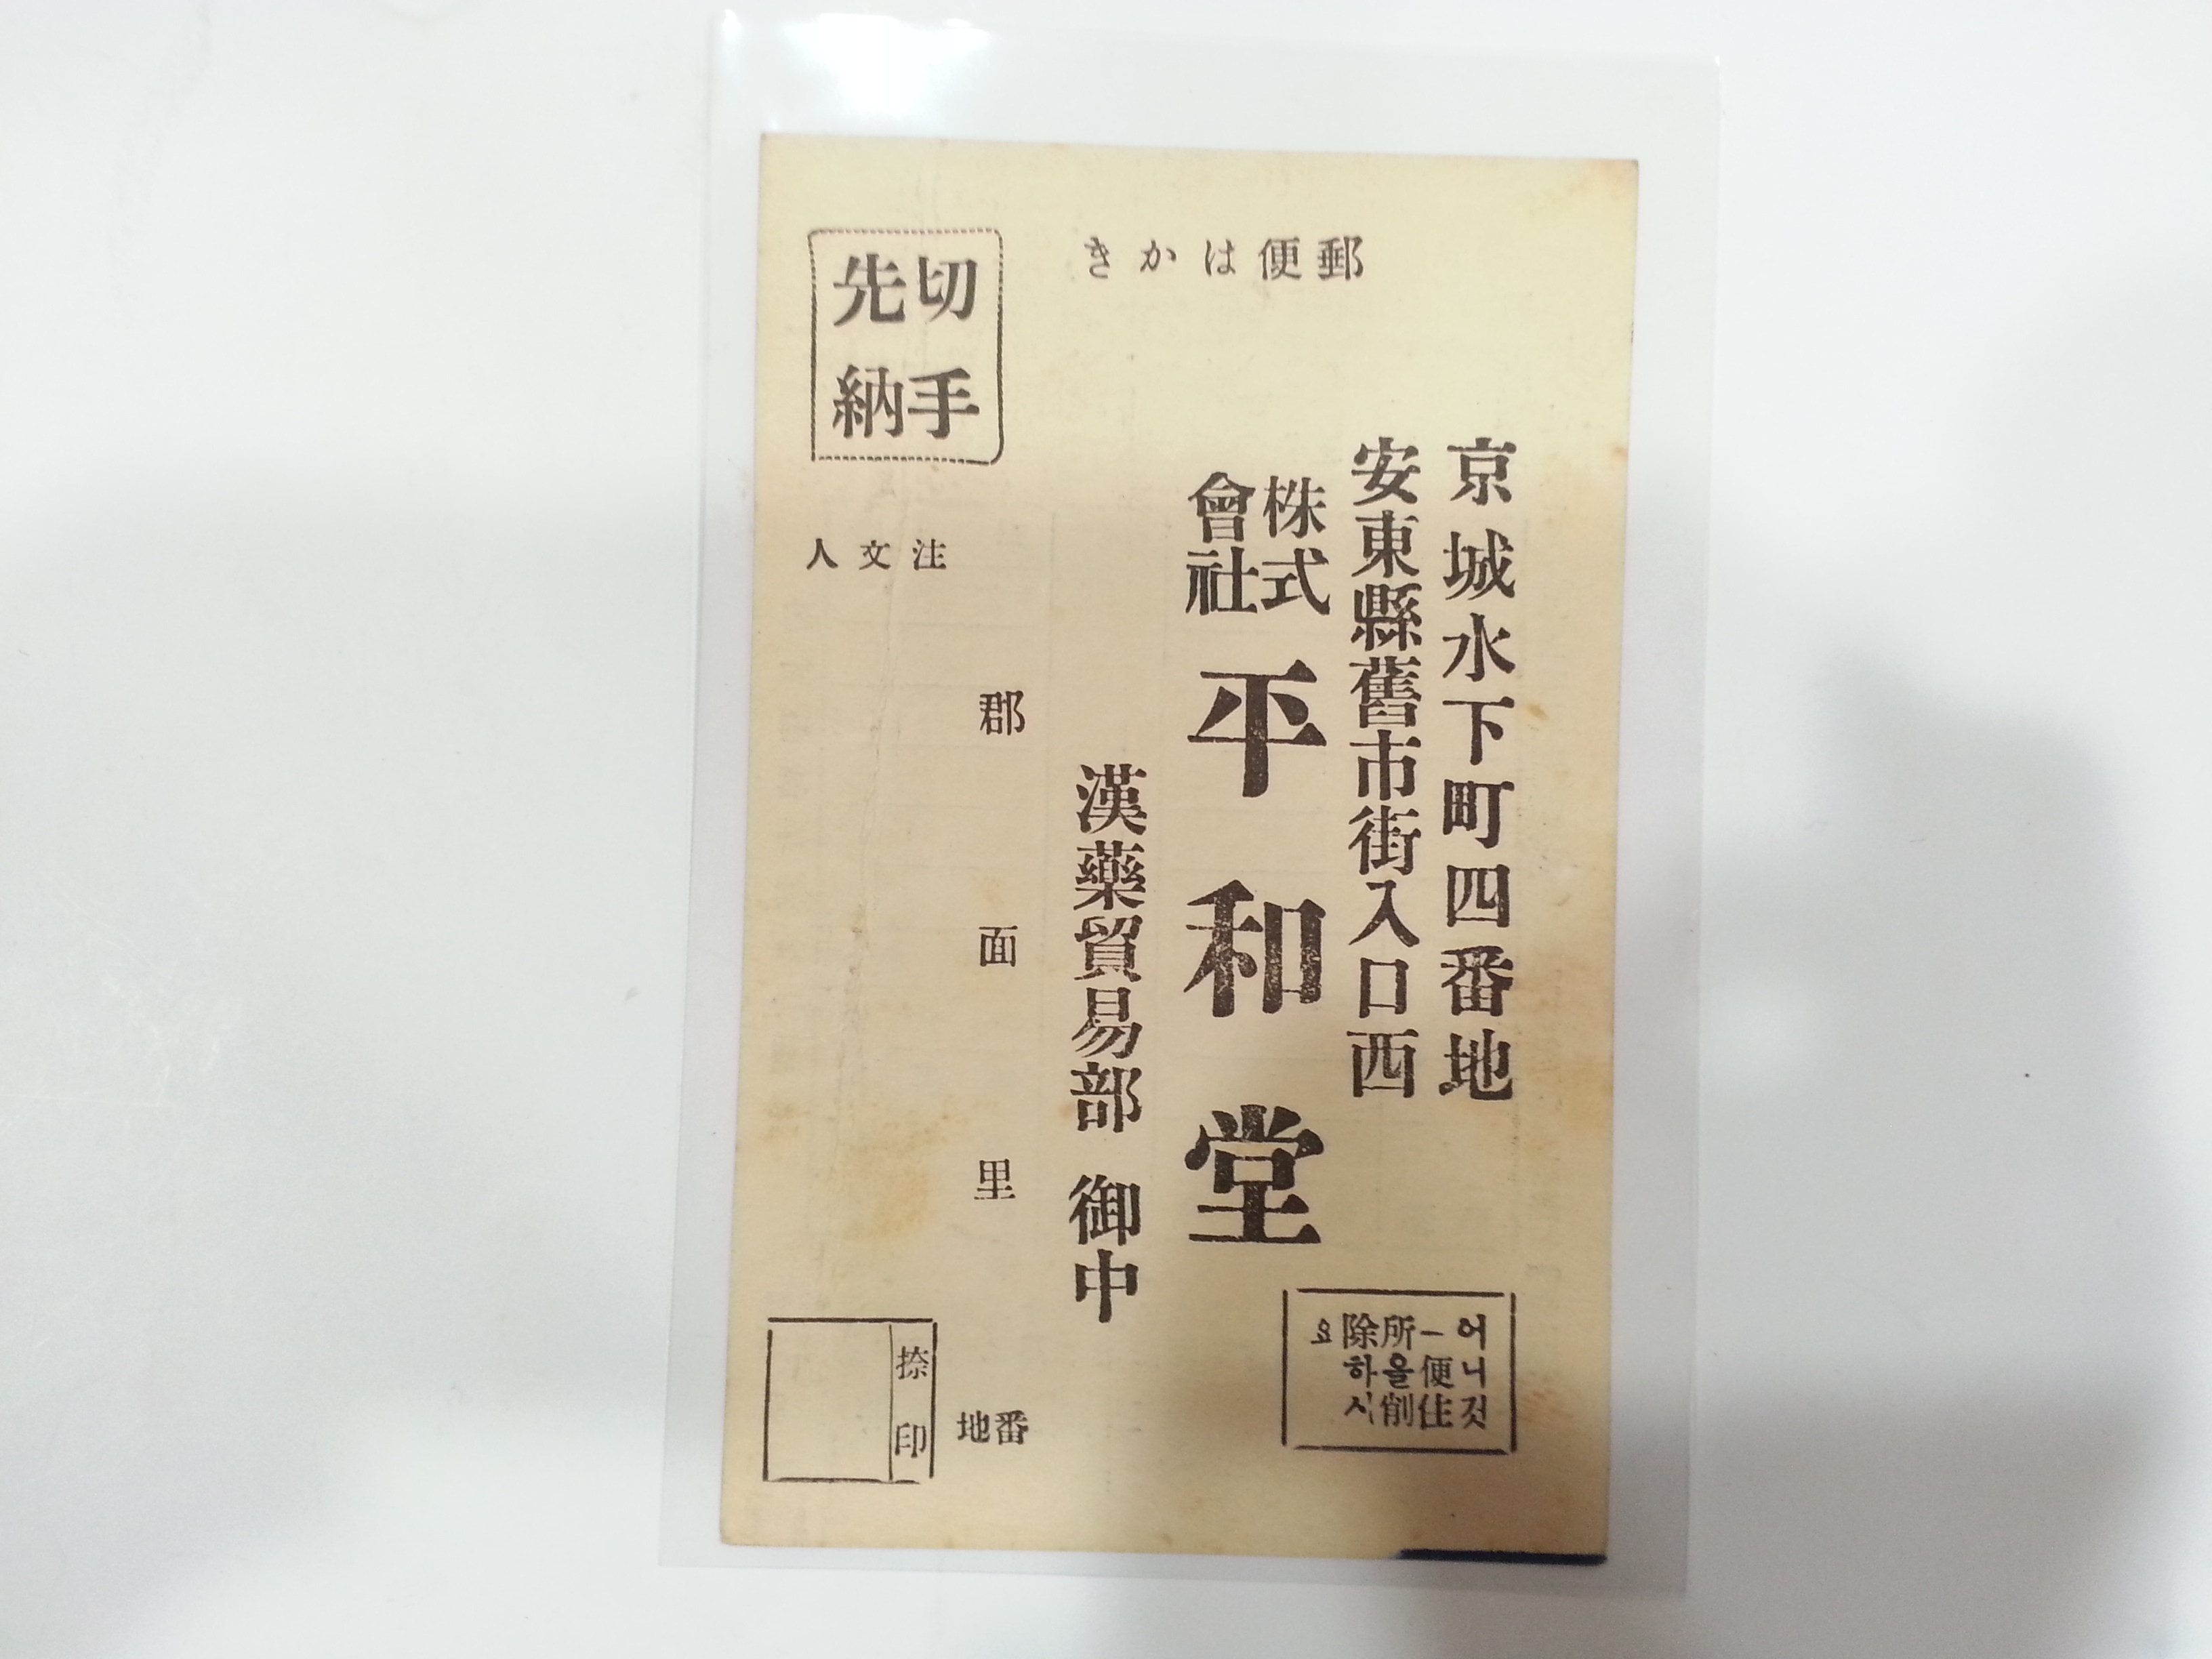 郵便はかき
切手
先納
京城水下町四番地
安東縣舊市街入口西
株式
會社
平和堂
漢藥貿易部 御中
注文人
郡 面 里 番地
捺印
어니것
一便住
所을削
除하시
요